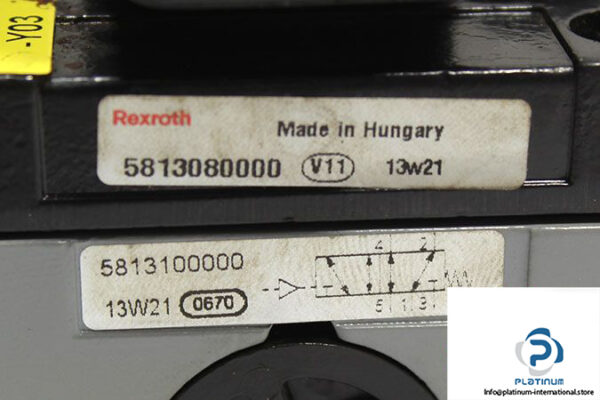 -Y03
Rexroth
Made in Hungary
5813080000 V11 13w21
5813100000
13W21 0670
4 2
5 1 3
PLATINUM
Info@platinum-international.store